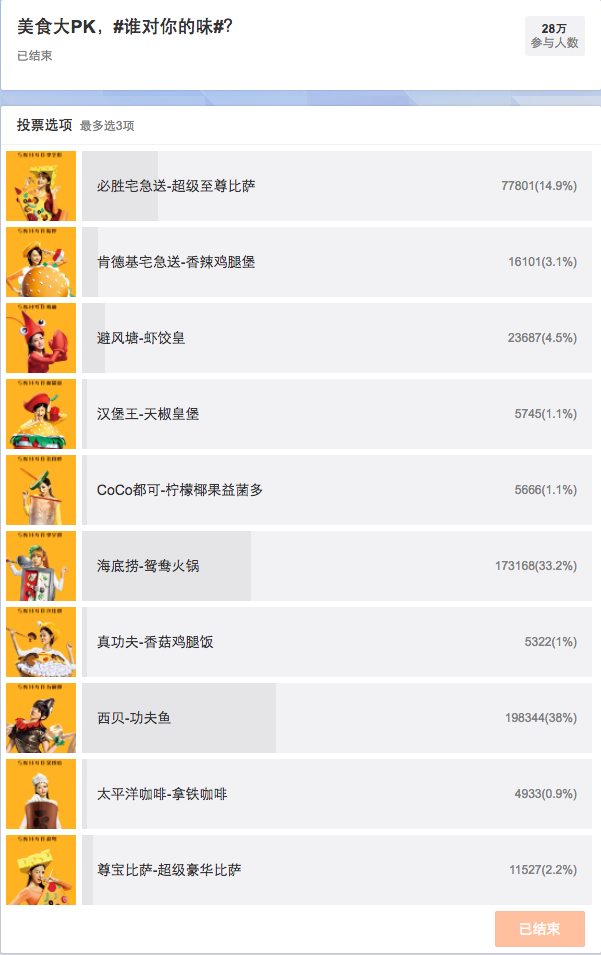 美食大PK，#谁对你的味#?
已结束
28万
参与人数
投票选项 最多选3项
必胜宅急送-超级至尊比萨 77801(14.9%)
肯德基宅急送-香辣鸡腿堡 16101(3.1%)
避风塘-虾饺皇 23687(4.5%)
汉堡王-天椒皇堡 5745(1.1%)
CoCo都可-柠檬椰果益菌多 5666(1.1%)
海底捞-鸳鸯火锅 173168(33.2%)
真功夫-香菇鸡腿饭 5322(1%)
西贝-功夫鱼 198344(38%)
太平洋咖啡-拿铁咖啡 4933(0.9%)
尊宝比萨-超级豪华比萨 11527(2.2%)
已结束